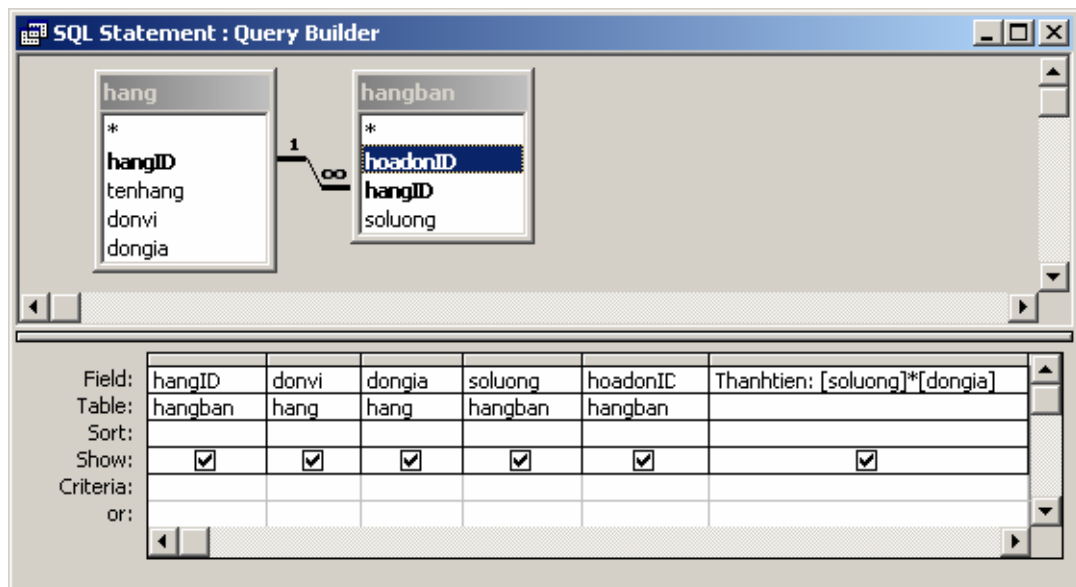 SQL Statement : Query Builder
hang
*
hangID
tenhang
donvi
dongia
1
∞
hangban
*
hoadonID
hangID
soluong
Field: hangID donvi dongia soluong hoadonID Thanhtien: [soluong]*[dongia]
Table: hangban hang hang hangban hangban
Sort:
Show:
Criteria:
or: